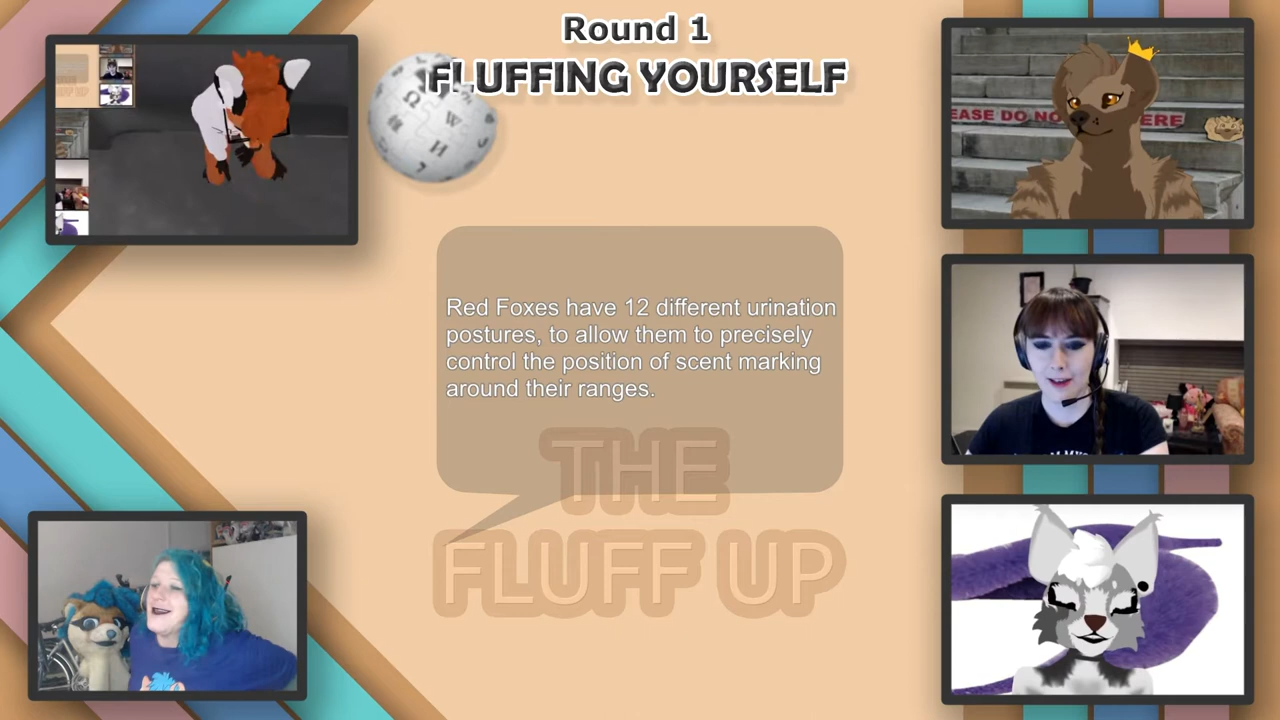 Round 1
FLUFFING YOURSELF
Red Foxes have 12 different urination
postures, to allow them to precisely
control the position of scent marking
around their ranges.
THE
FLUFF UP
EASE DO NO
ERE